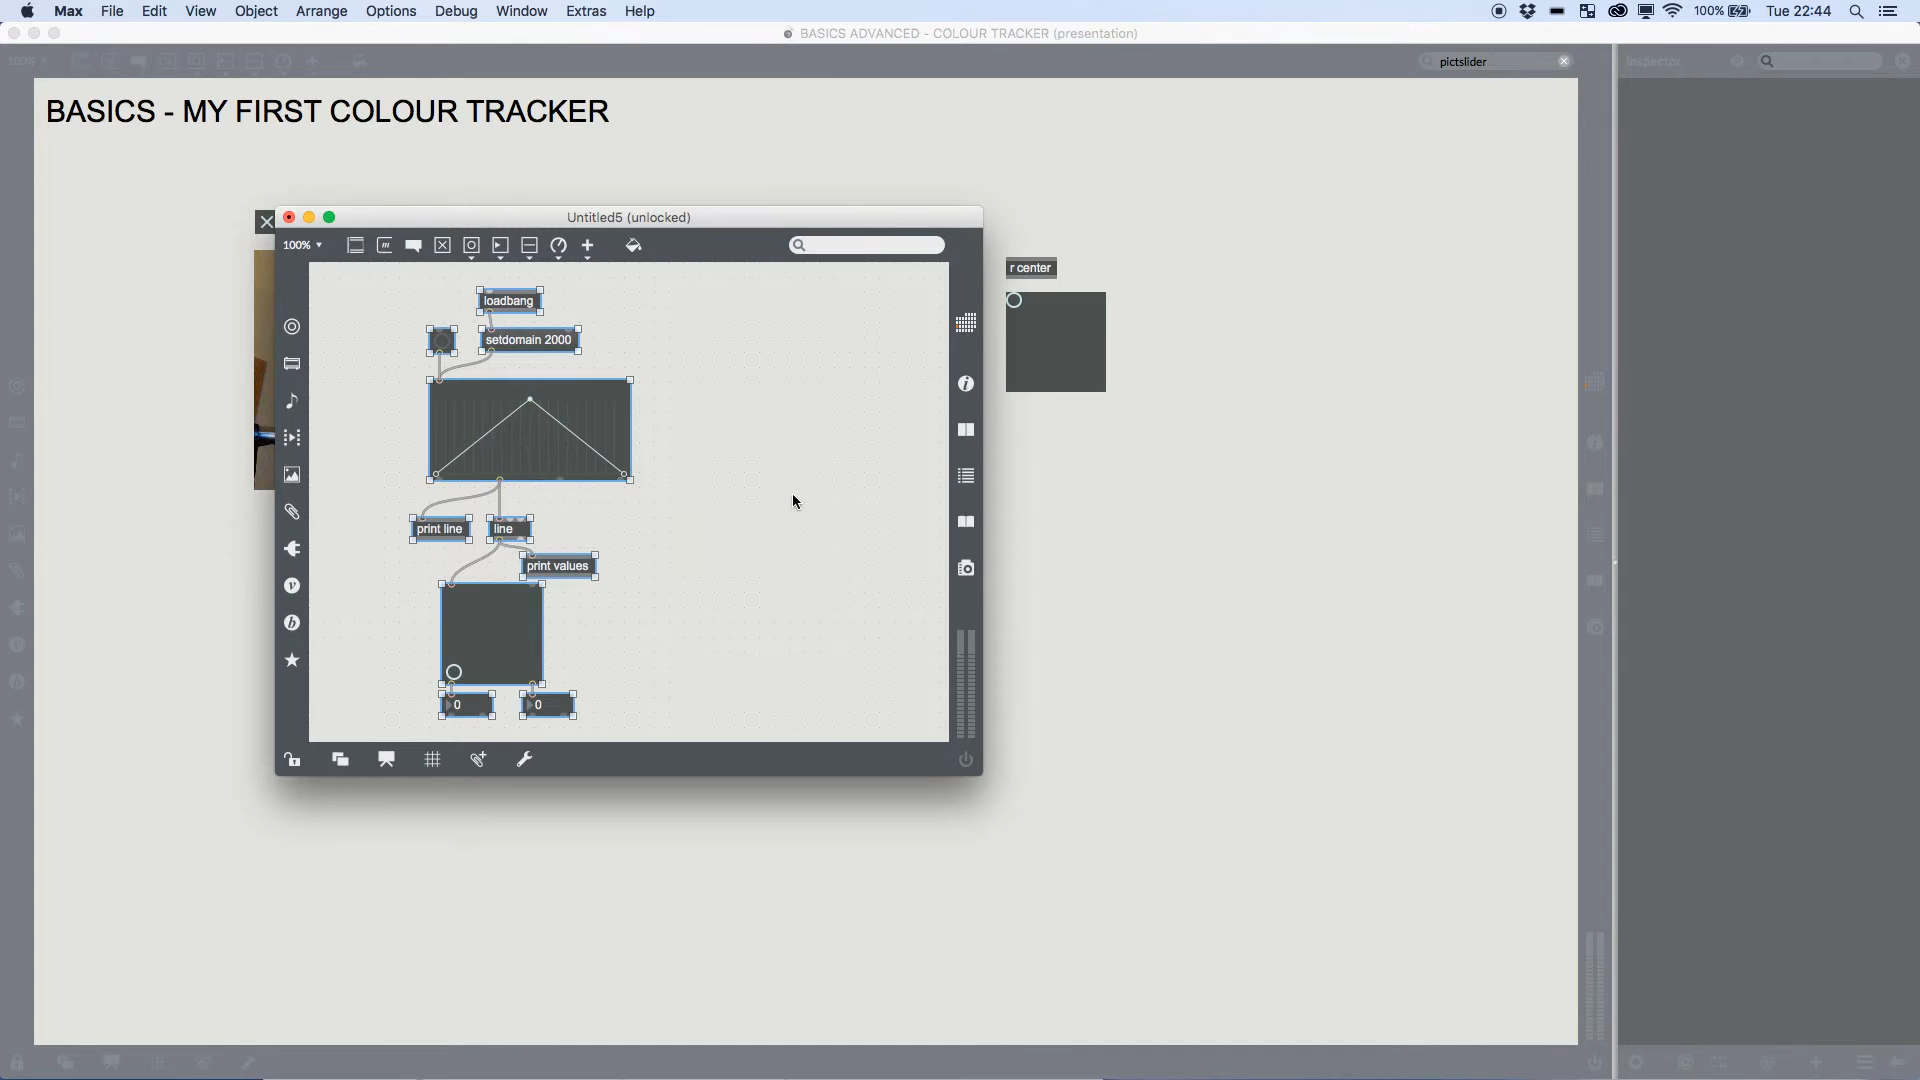 Max File Edit View Object Arrange Options Debug Window Extras Help 100% Tue 22:44
BASICS ADVANCED - COLOUR TRACKER (presentation)
100% pictslider Inspector
BASICS - MY FIRST COLOUR TRACKER
Untitled5 (unlocked)
100%
r center
loadbang
setdomain 2000
print line line
print values
0 0